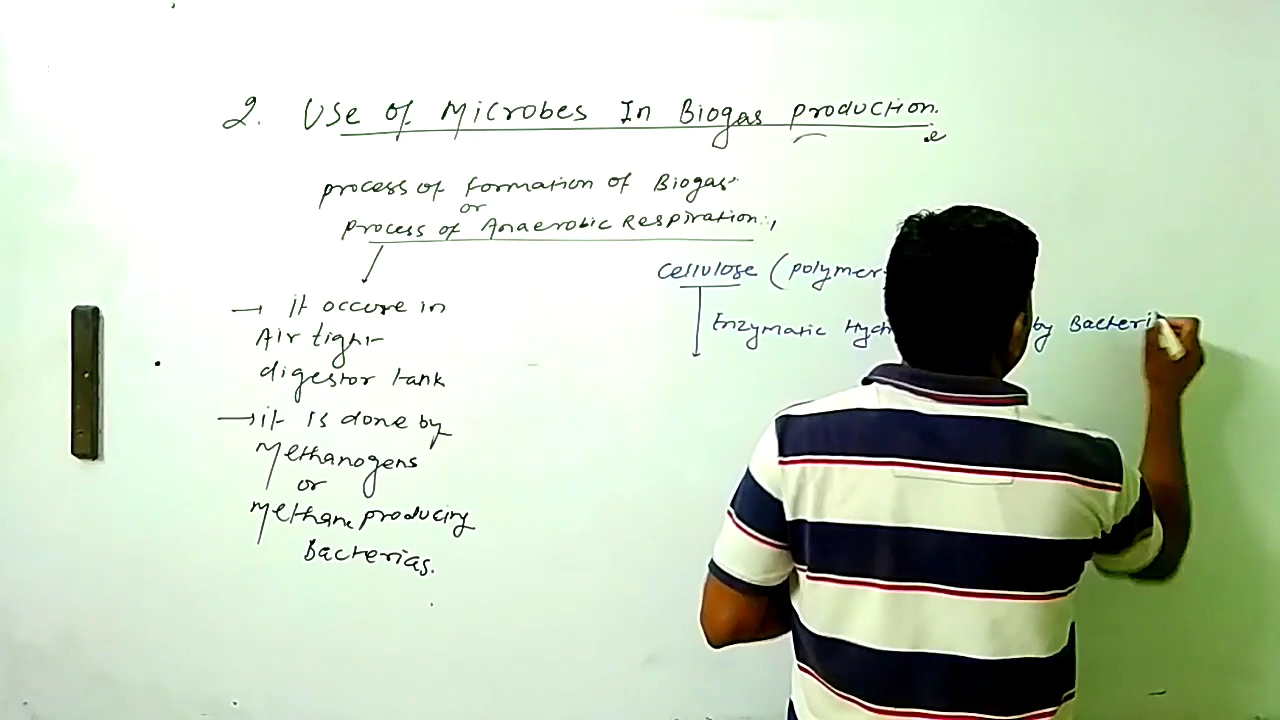 2. Use of Microbes In Biogas production.
process of formation of Biogas.
or
process of Anaerobic Respiration.
→ it occure in
Air tight
digestor tank
→ it is done by
Methanogens
or
Methane producing
Bacterias.
Cellulose (polymer
Enzymatic by Bacteri